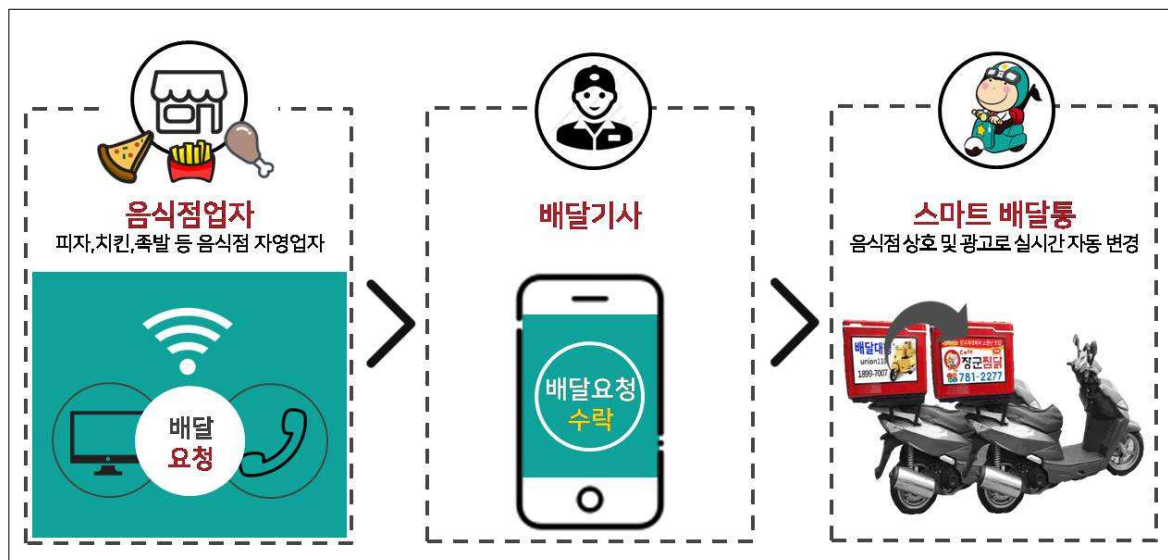 음식점업자
피자,치킨,족발 등 음식점 자영업자
배달
요청
배달기사
배달요청
수락
스마트 배달통
음식점 상호 및 광고로 실시간 자동 변경
배달대행
1899-7007
장군찜닭
781-2277